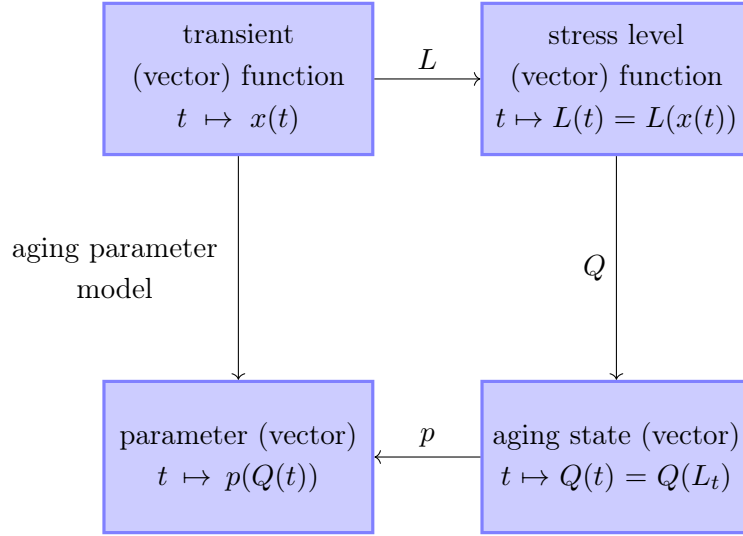 transient
(vector) function
t ↦ x(t)
L
stress level
(vector) function
t ↦ L(t) = L(x(t))
aging parameter
model
Q
parameter (vector)
t ↦ p(Q(t))
p
aging state (vector)
t ↦ Q(t) = Q(L_t)